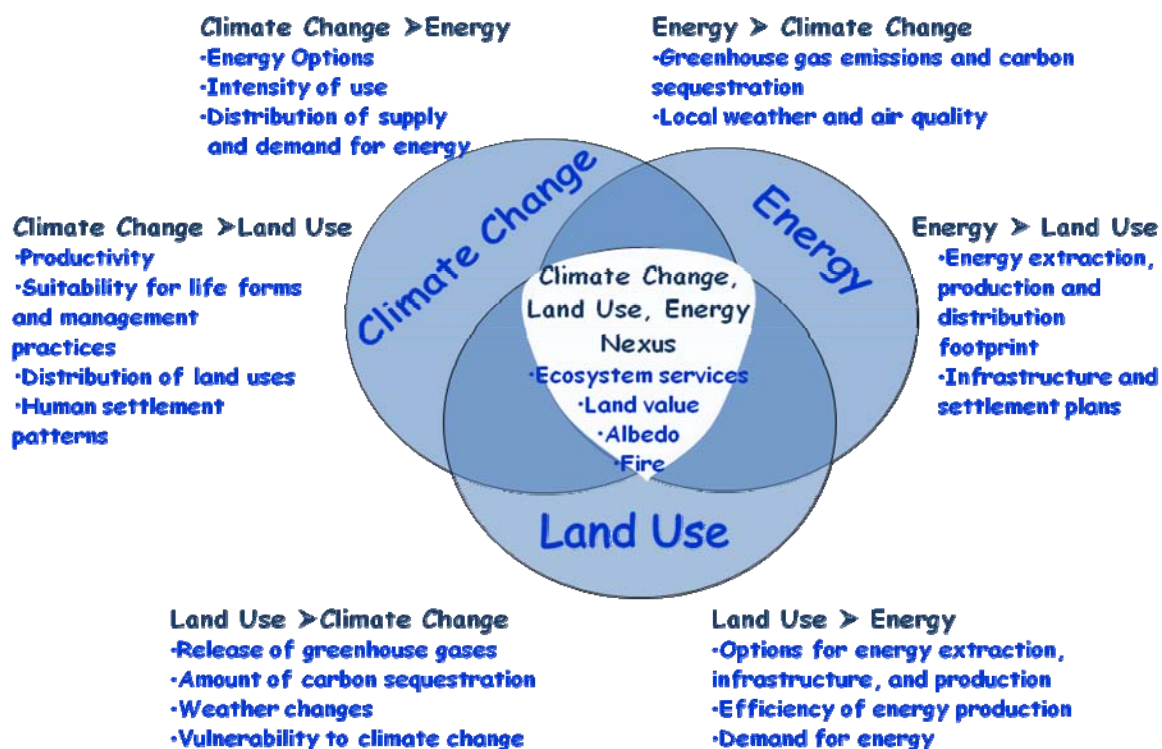 Climate Change ➤Energy
•Energy Options
•Intensity of use
•Distribution of supply
and demand for energy
Energy ➤ Climate Change
•Greenhouse gas emissions and carbon
sequestration
•Local weather and air quality
Climate Change ➤Land Use
•Productivity
•Suitability for life forms
and management
practices
•Distribution of land uses
•Human settlement
patterns
Climate Change
Energy
Climate Change,
Land Use, Energy
Nexus
•Ecosystem services
•Land value
•Albedo
•Fire
Land Use
Energy ➤ Land Use
•Energy extraction,
production and
distribution
footprint
•Infrastructure and
settlement plans
Land Use ➤Climate Change
•Release of greenhouse gases
•Amount of carbon sequestration
•Weather changes
•Vulnerability to climate change
Land Use ➤ Energy
•Options for energy extraction,
infrastructure, and production
•Efficiency of energy production
•Demand for energy